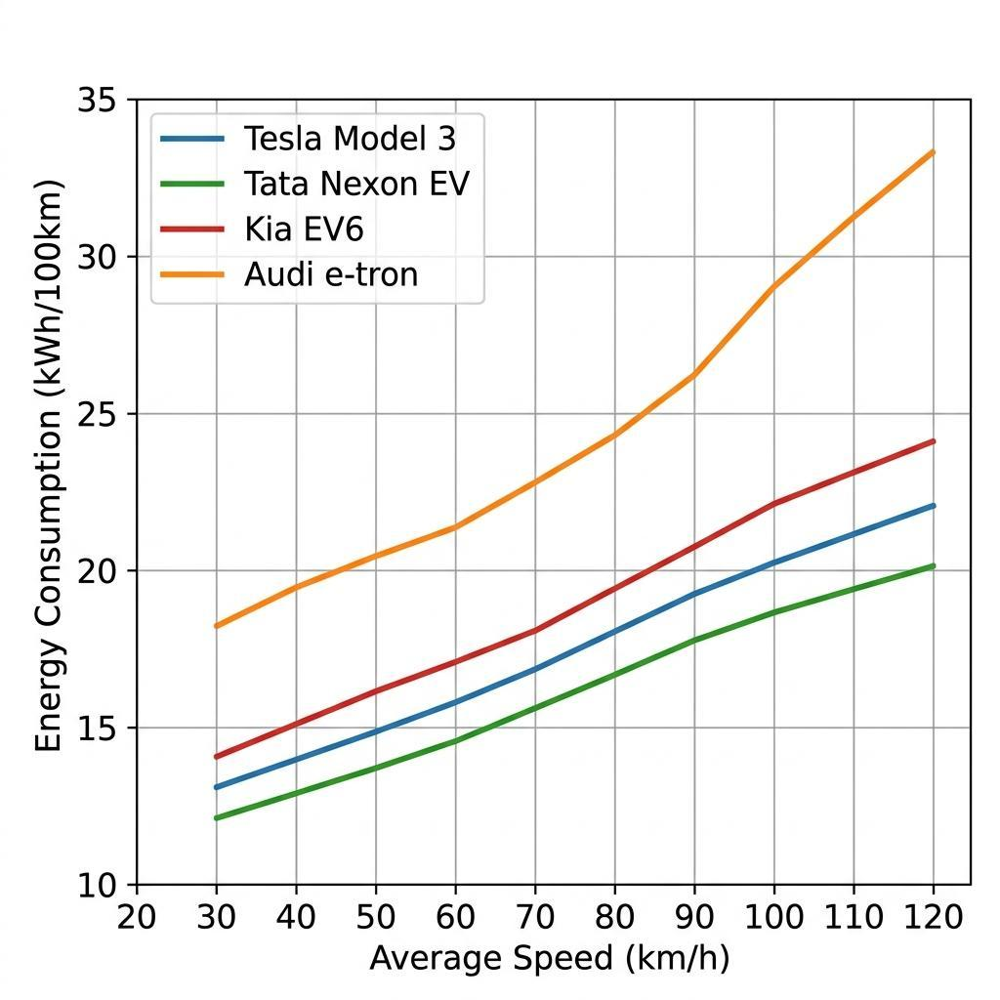 35
Tesla Model 3
Tata Nexon EV
Kia EV6
Audi e-tron
30
25
20
15
10
Energy Consumption (kWh/100km)
20 30 40 50 60 70 80 90 100 110 120
Average Speed (km/h)